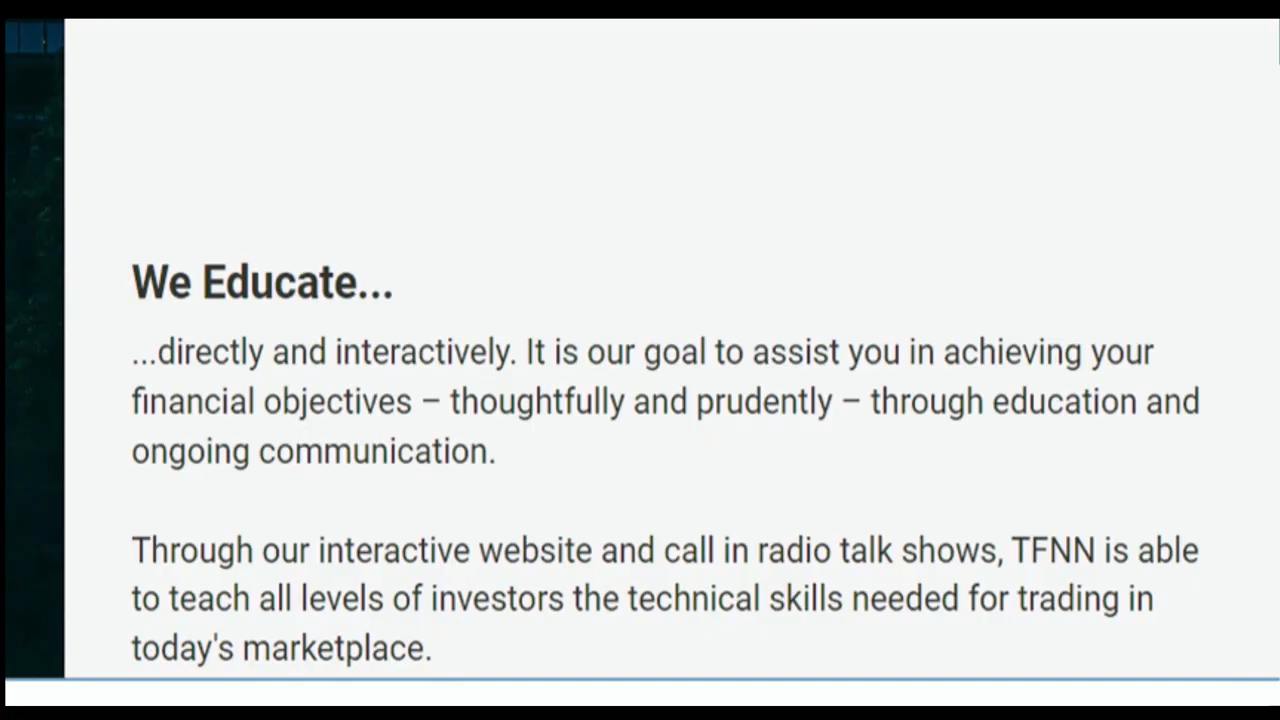 We Educate...
...directly and interactively. It is our goal to assist you in achieving your
financial objectives – thoughtfully and prudently – through education and
ongoing communication.
Through our interactive website and call in radio talk shows, TFNN is able
to teach all levels of investors the technical skills needed for trading in
today's marketplace.